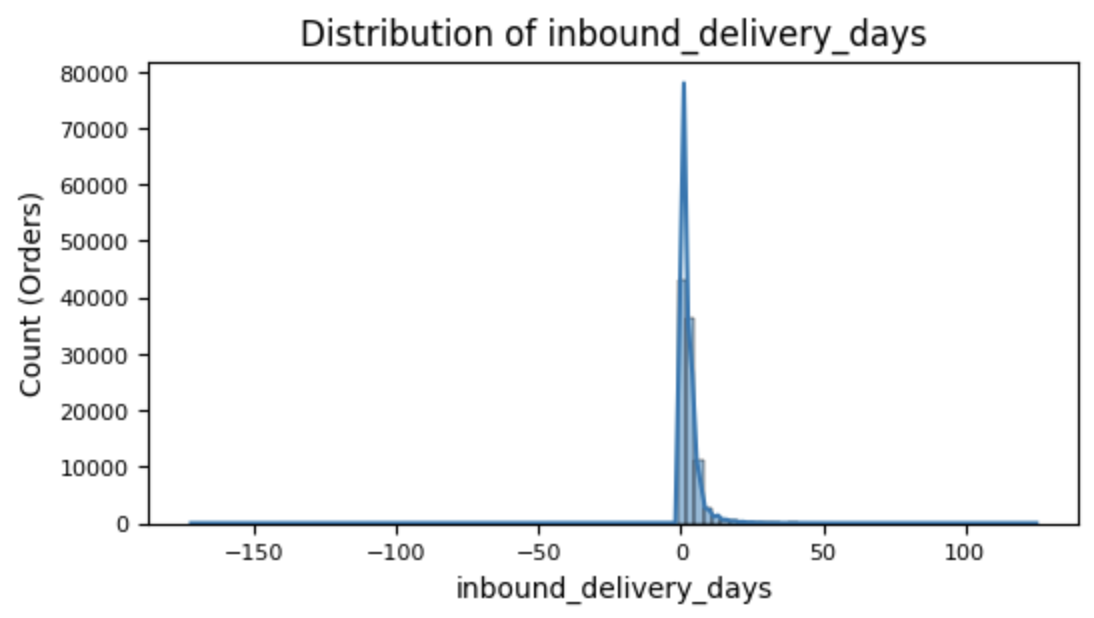 Distribution of inbound_delivery_days
80000
70000
60000
50000
40000
30000
20000
10000
0
Count (Orders)
−150 −100 −50 0 50 100
inbound_delivery_days